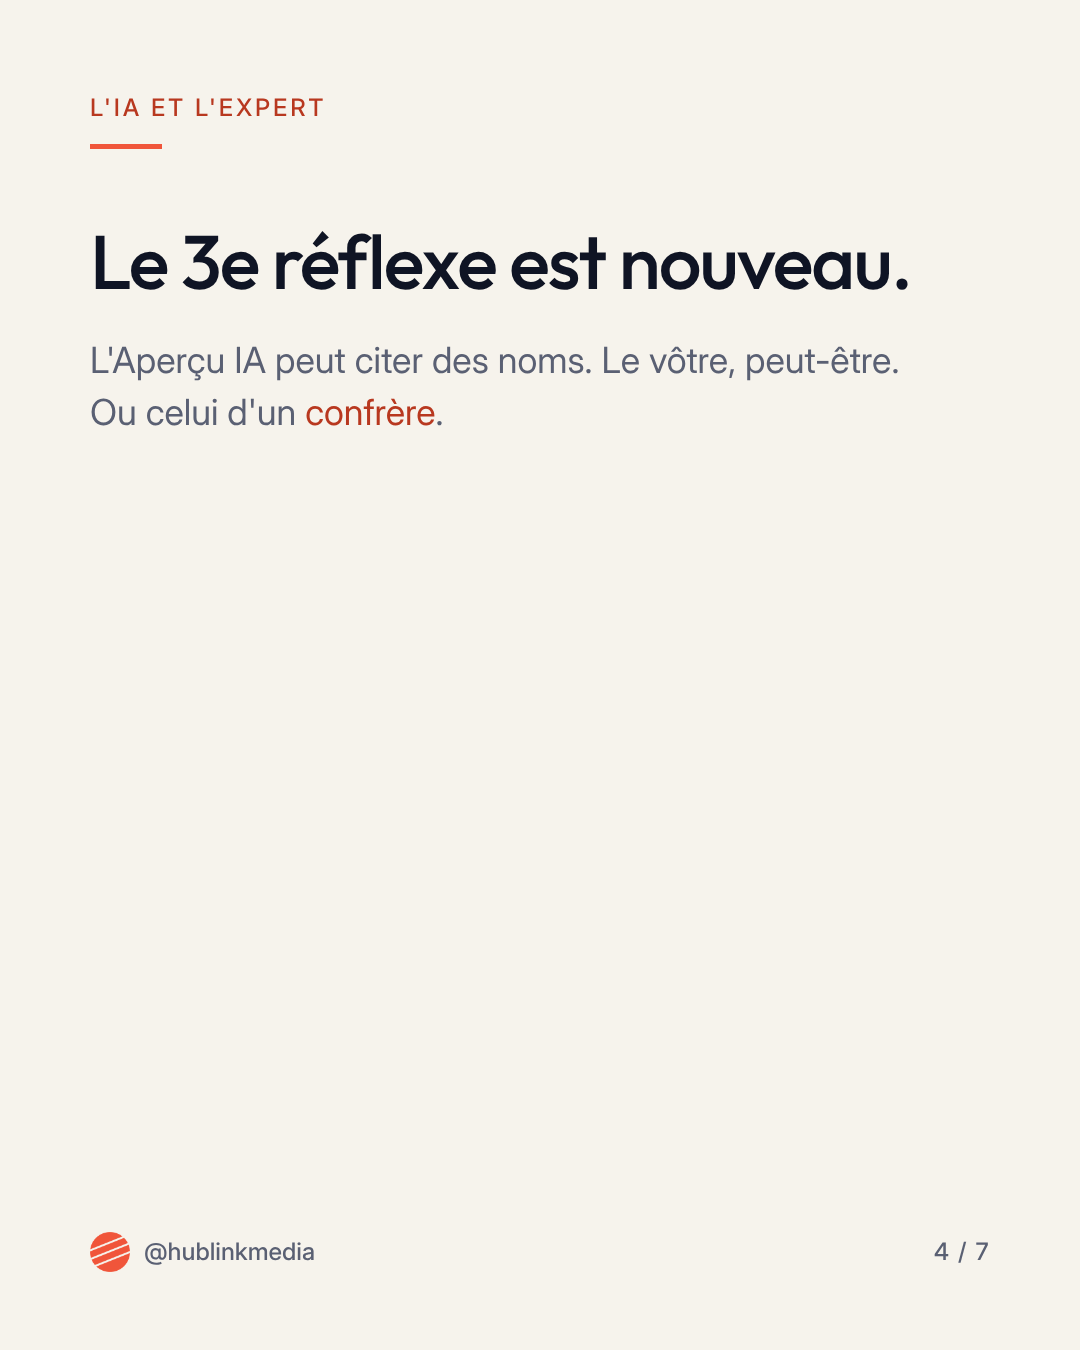 L'IA ET L'EXPERT
Le 3e réflexe est nouveau.
L'Aperçu IA peut citer des noms. Le vôtre, peut-être.
Ou celui d'un confrère.
@hublinkmedia
4 / 7